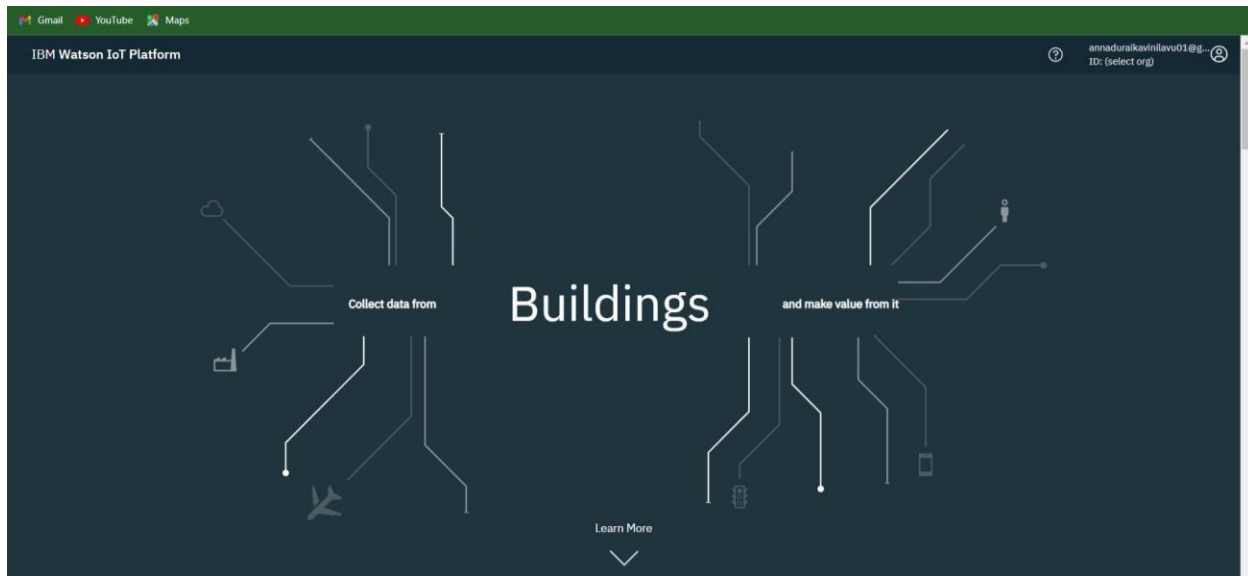 Gmail YouTube Maps
IBM Watson IoT Platform
annaduraikavinilavu01@g...
ID: (select org)
Collect data from Buildings and make value from it
Learn More